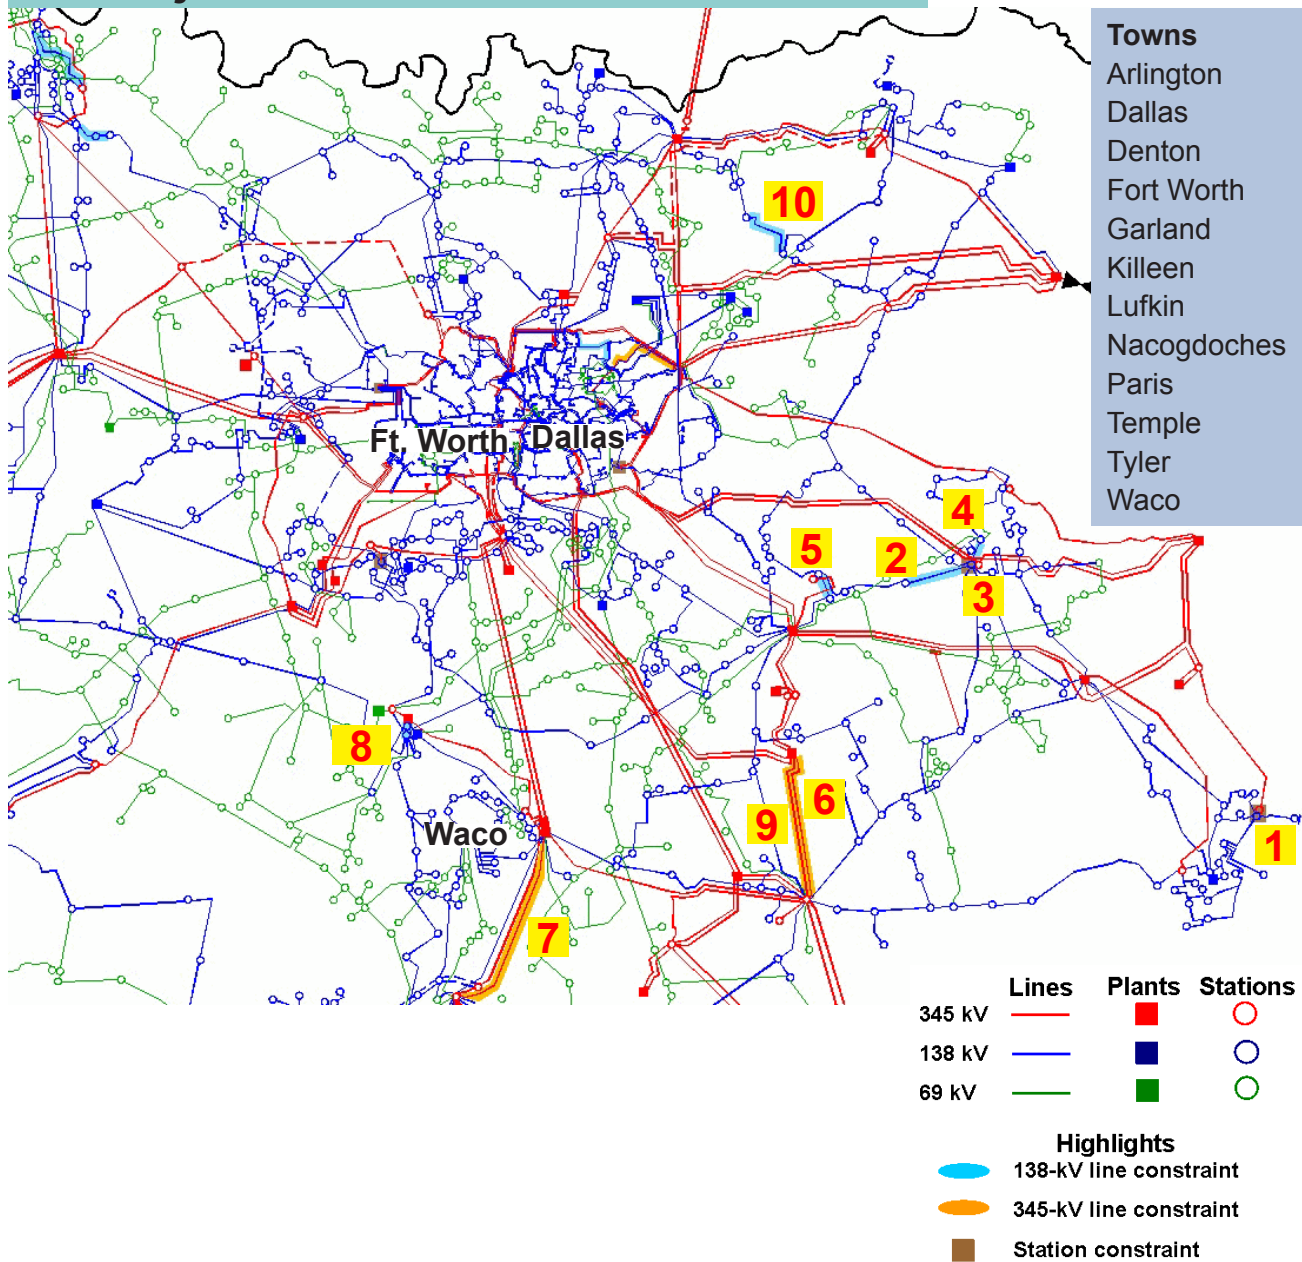 Towns
Arlington
Dallas
Denton
Fort Worth
Garland
Killeen
Lufkin
Nacogdoches
Paris
Temple
Tyler
Waco
10
Ft. Worth
Dallas
4
5
2
3
8
6
9
Waco
1
7
Lines Plants Stations
345 kV
138 kV
69 kV
Highlights
138-kV line constraint
345-kV line constraint
Station constraint